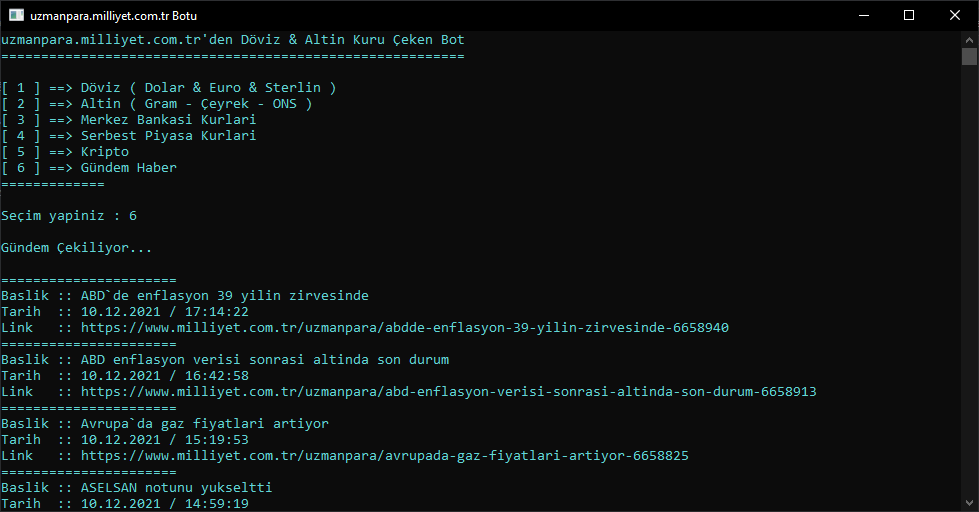 uzmanpara.milliyet.com.tr Botu
uzmanpara.milliyet.com.tr'den Döviz & Altin Kuru Çeken Bot
==========================================================
[ 1 ] ==> Döviz ( Dolar & Euro & Sterlin )
[ 2 ] ==> Altin ( Gram - Çeyrek - ONS )
[ 3 ] ==> Merkez Bankasi Kurlari
[ 4 ] ==> Serbest Piyasa Kurlari
[ 5 ] ==> Kripto
[ 6 ] ==> Gündem Haber
=============
Seçim yapiniz : 6
Gündem Çekiliyor...
======================
Baslik :: ABD`de enflasyon 39 yilin zirvesinde
Tarih  :: 10.12.2021 / 17:14:22
Link   :: https://www.milliyet.com.tr/uzmanpara/abdde-enflasyon-39-yilin-zirvesinde-6658940
======================
Baslik :: ABD enflasyon verisi sonrasi altinda son durum
Tarih  :: 10.12.2021 / 16:42:58
Link   :: https://www.milliyet.com.tr/uzmanpara/abd-enflasyon-verisi-sonrasi-altinda-son-durum-6658913
======================
Baslik :: Avrupa`da gaz fiyatlari artiyor
Tarih  :: 10.12.2021 / 15:19:53
Link   :: https://www.milliyet.com.tr/uzmanpara/avrupada-gaz-fiyatlari-artiyor-6658825
======================
Baslik :: ASELSAN notunu yukseltti
Tarih  :: 10.12.2021 / 14:59:19